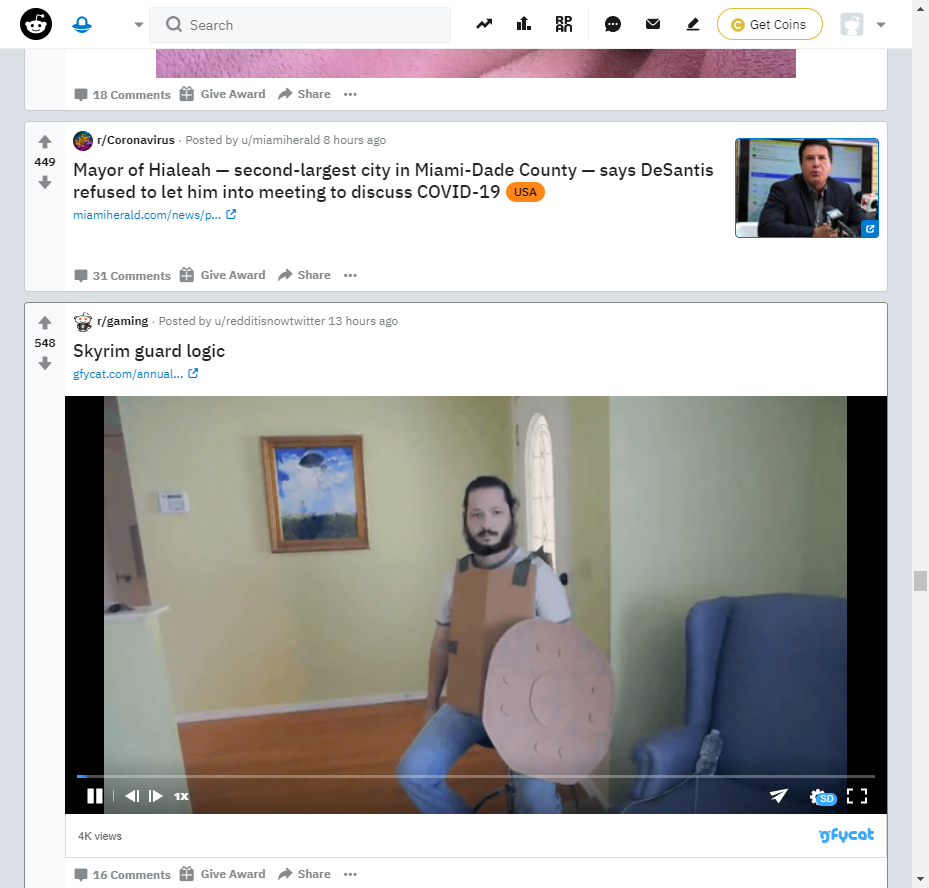 Search
Get Coins
18 Comments Give Award Share
r/Coronavirus · Posted by u/miamiherald 8 hours ago
449
Mayor of Hialeah — second-largest city in Miami-Dade County — says DeSantis
refused to let him into meeting to discuss COVID-19 USA
miamiherald.com/news/p...
31 Comments Give Award Share
r/gaming · Posted by u/redditisnowtwitter 13 hours ago
548
Skyrim guard logic
gfycat.com/annual...
1X
SD
4K views
gfycat
16 Comments Give Award Share